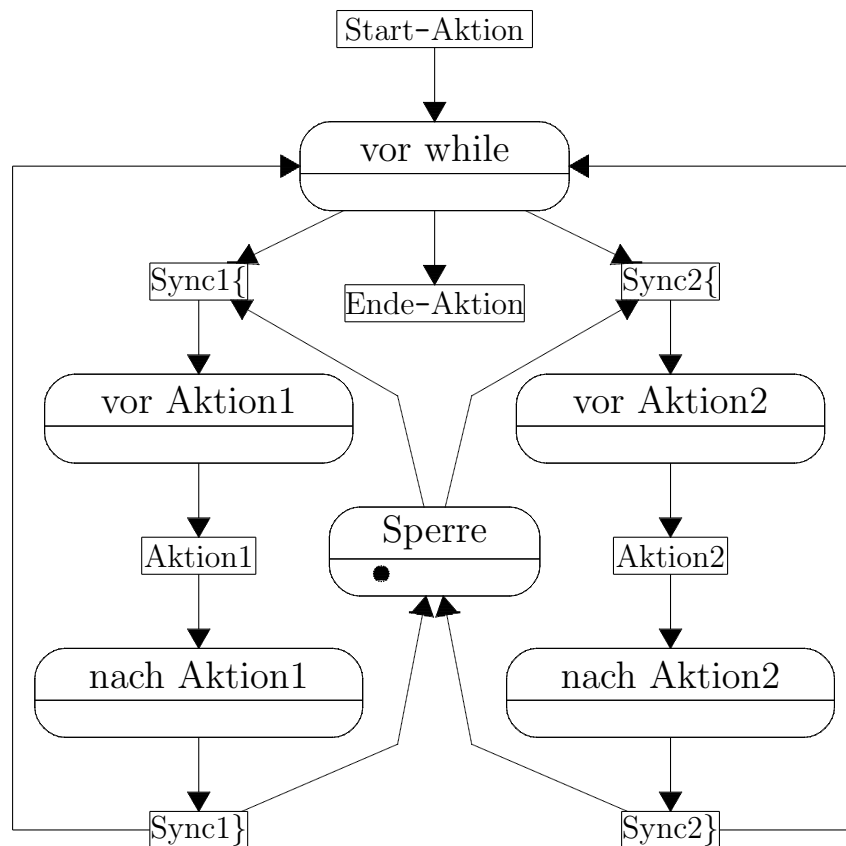 Start-Aktion
vor while
Sync1{
Sync2{
Ende-Aktion
vor Aktion1
vor Aktion2
Sperre
Aktion1
Aktion2
nach Aktion1
nach Aktion2
Sync1}
Sync2}